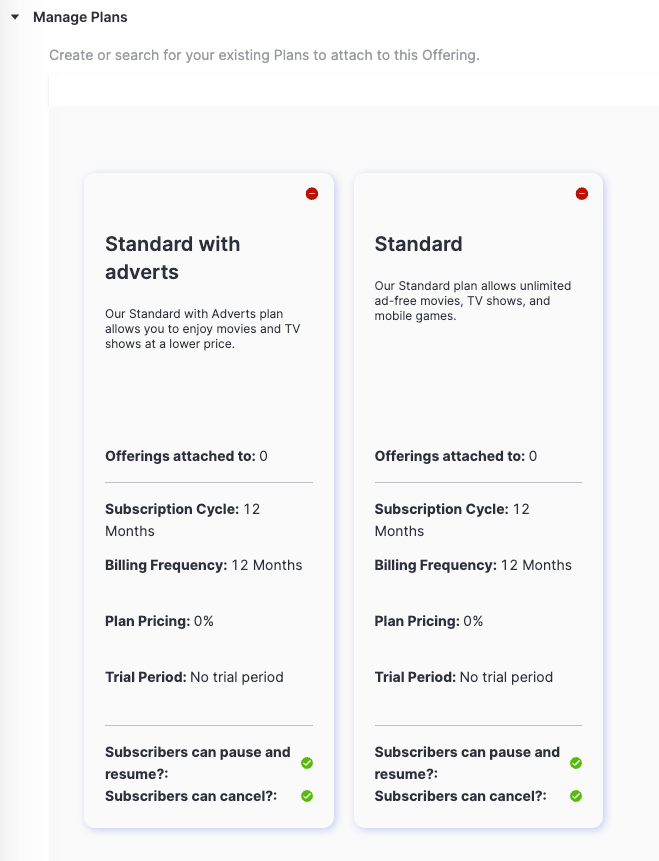 Manage Plans
Create or search for your existing Plans to attach to this Offering.
Standard with
adverts
Our Standard with Adverts plan
allows you to enjoy movies and TV
shows at a lower price.
Offerings attached to: 0
Subscription Cycle: 12
Months
Billing Frequency: 12 Months
Plan Pricing: 0%
Trial Period: No trial period
Subscribers can pause and
resume?:
Subscribers can cancel?:
Standard
Our Standard plan allows unlimited
ad-free movies, TV shows, and
mobile games.
Offerings attached to: 0
Subscription Cycle: 12
Months
Billing Frequency: 12 Months
Plan Pricing: 0%
Trial Period: No trial period
Subscribers can pause and
resume?:
Subscribers can cancel?: